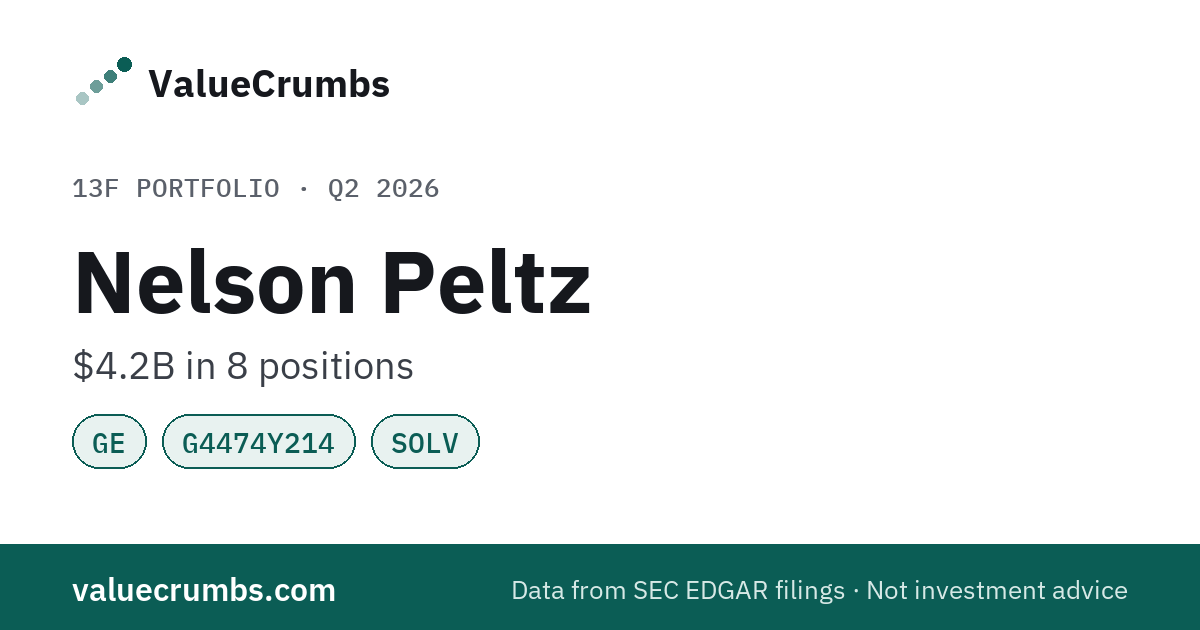 ValueCrumbs
13F PORTFOLIO · Q2 2026
Nelson Peltz
$4.2B in 8 positions
GE G4474Y214 SOLV
valuecrumbs.com Data from SEC EDGAR filings · Not investment advice